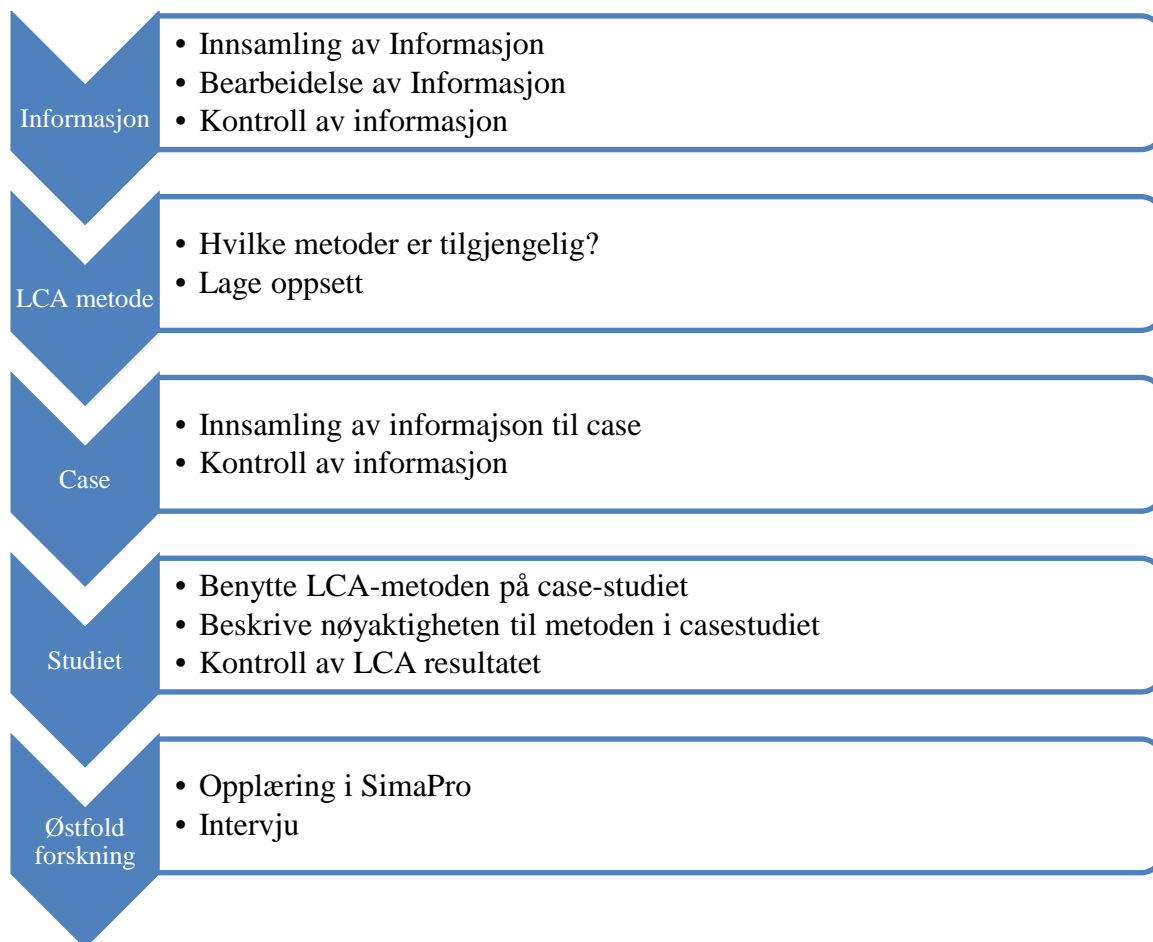 Informasjon
• Innsamling av Informasjon
• Bearbeidelse av Informasjon
• Kontroll av informasjon
LCA metode
• Hvilke metoder er tilgjengelig?
• Lage oppsett
Case
• Innsamling av informajson til case
• Kontroll av informasjon
Studiet
• Benytte LCA-metoden på case-studiet
• Beskrive nøyaktigheten til metoden i casestudiet
• Kontroll av LCA resultatet
Østfold
forskning
• Opplæring i SimaPro
• Intervju